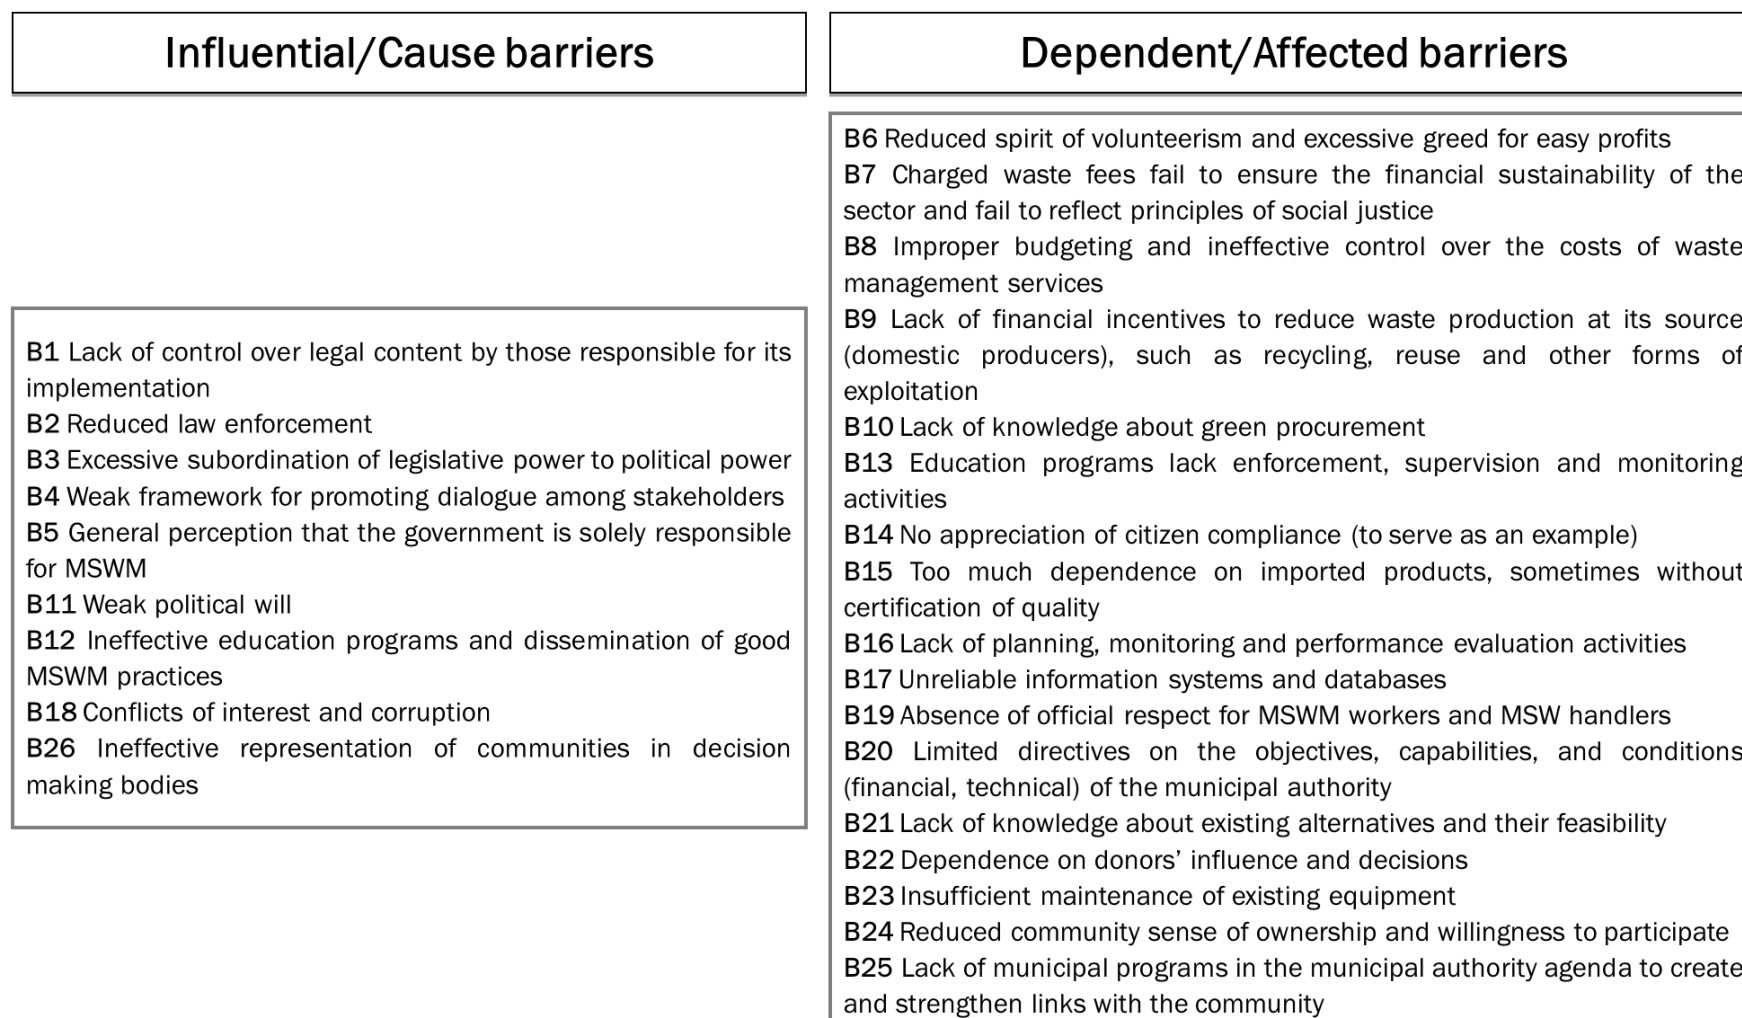 Influential/Cause barriers
B1 Lack of control over legal content by those responsible for its
implementation
B2 Reduced law enforcement
B3 Excessive subordination of legislative power to political power
B4 Weak framework for promoting dialogue among stakeholders
B5 General perception that the government is solely responsible
for MSWM
B11 Weak political will
B12 Ineffective education programs and dissemination of good
MSWM practices
B18 Conflicts of interest and corruption
B26 Ineffective representation of communities in decision
making bodies
Dependent/Affected barriers
B6 Reduced spirit of volunteerism and excessive greed for easy profits
B7 Charged waste fees fail to ensure the financial sustainability of the
sector and fail to reflect principles of social justice
B8 Improper budgeting and ineffective control over the costs of waste
management services
B9 Lack of financial incentives to reduce waste production at its source
(domestic producers), such as recycling, reuse and other forms of
exploitation
B10 Lack of knowledge about green procurement
B13 Education programs lack enforcement, supervision and monitoring
activities
B14 No appreciation of citizen compliance (to serve as an example)
B15 Too much dependence on imported products, sometimes without
certification of quality
B16 Lack of planning, monitoring and performance evaluation activities
B17 Unreliable information systems and databases
B19 Absence of official respect for MSWM workers and MSW handlers
B20 Limited directives on the objectives, capabilities, and conditions
(financial, technical) of the municipal authority
B21 Lack of knowledge about existing alternatives and their feasibility
B22 Dependence on donors’ influence and decisions
B23 Insufficient maintenance of existing equipment
B24 Reduced community sense of ownership and willingness to participate
B25 Lack of municipal programs in the municipal authority agenda to create
and strengthen links with the community